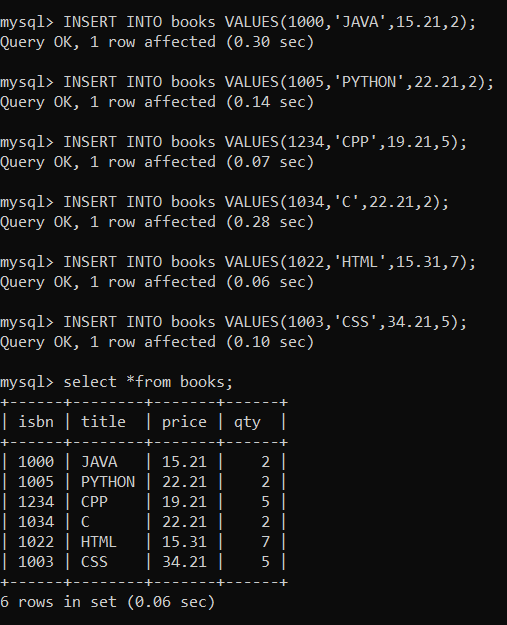 mysql> INSERT INTO books VALUES(1000,'JAVA',15.21,2);
Query OK, 1 row affected (0.30 sec)

mysql> INSERT INTO books VALUES(1005,'PYTHON',22.21,2);
Query OK, 1 row affected (0.14 sec)

mysql> INSERT INTO books VALUES(1234,'CPP',19.21,5);
Query OK, 1 row affected (0.07 sec)

mysql> INSERT INTO books VALUES(1034,'C',22.21,2);
Query OK, 1 row affected (0.28 sec)

mysql> INSERT INTO books VALUES(1022,'HTML',15.31,7);
Query OK, 1 row affected (0.06 sec)

mysql> INSERT INTO books VALUES(1003,'CSS',34.21,5);
Query OK, 1 row affected (0.10 sec)

mysql> select *from books;
+------+--------+-------+------+
| isbn | title  | price | qty  |
+------+--------+-------+------+
| 1000 | JAVA   | 15.21 |    2 |
| 1005 | PYTHON | 22.21 |    2 |
| 1234 | CPP    | 19.21 |    5 |
| 1034 | C      | 22.21 |    2 |
| 1022 | HTML   | 15.31 |    7 |
| 1003 | CSS    | 34.21 |    5 |
+------+--------+-------+------+
6 rows in set (0.06 sec)